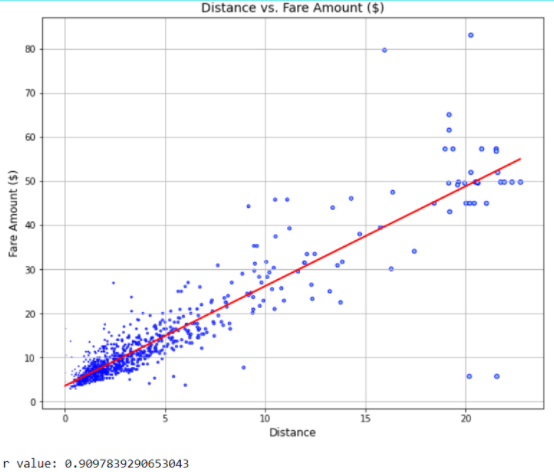 Distance vs. Fare Amount ($)
80
70
60
50
40
30
20
10
0
Fare Amount ($)
0 5 10 15 20
Distance
r value: 0.9097839290653043